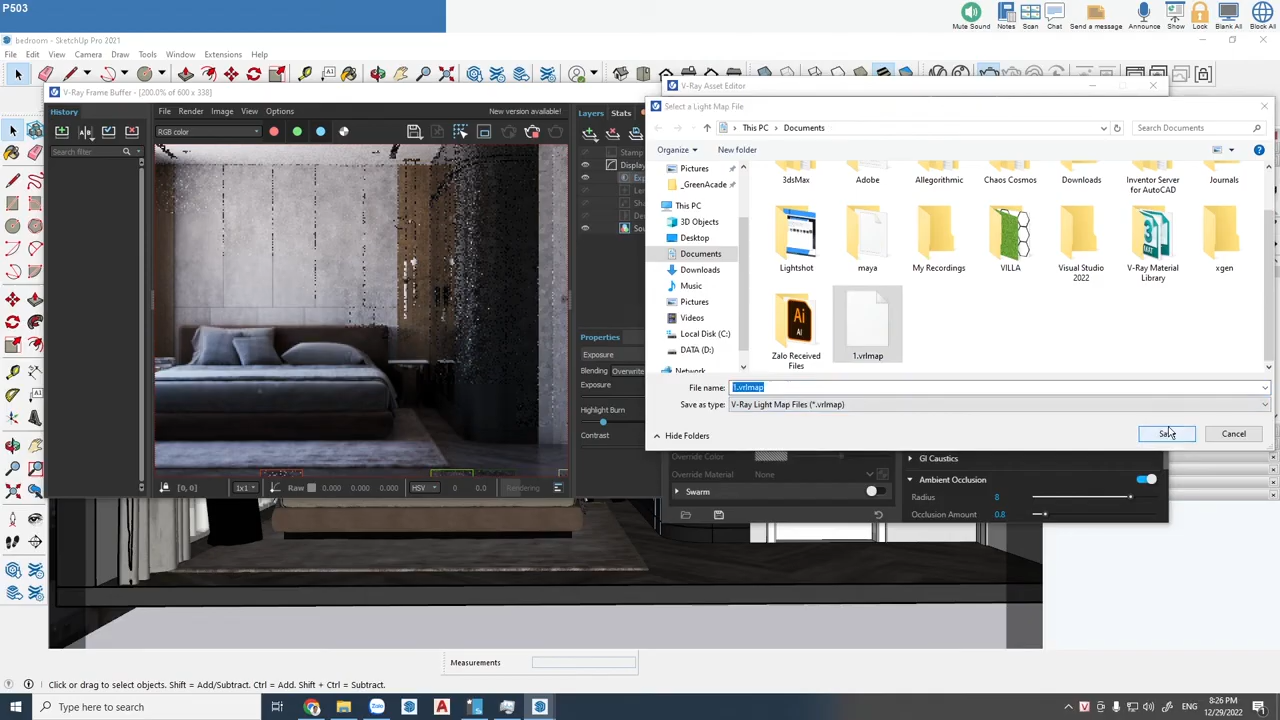 P503
Mute Sound
Notes
Scan
Chat
Send a message
Announce
Show
Lock
Blank All
Block All
bedroom - SketchUp Pro 2021
File Edit View Camera Draw Tools Window Extensions Help
V-Ray Frame Buffer - [200.0% of 600 x 338]
V-Ray Asset Editor
History
File Render Image View Options
New version available!
Layers Stats
RGB color
Search filter
Stamp
Display
Properties
Exposure
Blending Overwrite
Exposure
Highlight Burn
Contrast
[0, 0]
1x1
Raw
0.000 0.000 0.000
HSV
0 0.0
Rendering
Select a Light Map File
This PC
Documents
Search Documents
Organize
New folder
Pictures
_GreenAcade
This PC
3D Objects
Desktop
Documents
Downloads
Music
Pictures
Videos
Local Disk (C:)
DATA (D:)
Network
3dsMax
Adobe
Allegorithmic
Chaos Cosmos
Downloads
Inventor Server for AutoCAD
Journals
Lightshot
maya
My Recordings
VILLA
Visual Studio 2022
V-Ray Material Library
xgen
Zalo Received Files
1.vrlmap
File name: 1.vrlmap
Save as type: V-Ray Light Map Files (*.vrlmap)
Hide Folders
Cancel
Override Color
Override Material None
Swarm
GI Caustics
Ambient Occlusion
Radius 8
Occlusion Amount 0.8
Measurements
Click or drag to select objects. Shift = Add/Subtract. Ctrl = Add. Shift + Ctrl = Subtract.
Type here to search
ENG
8:26 PM
12/29/2022